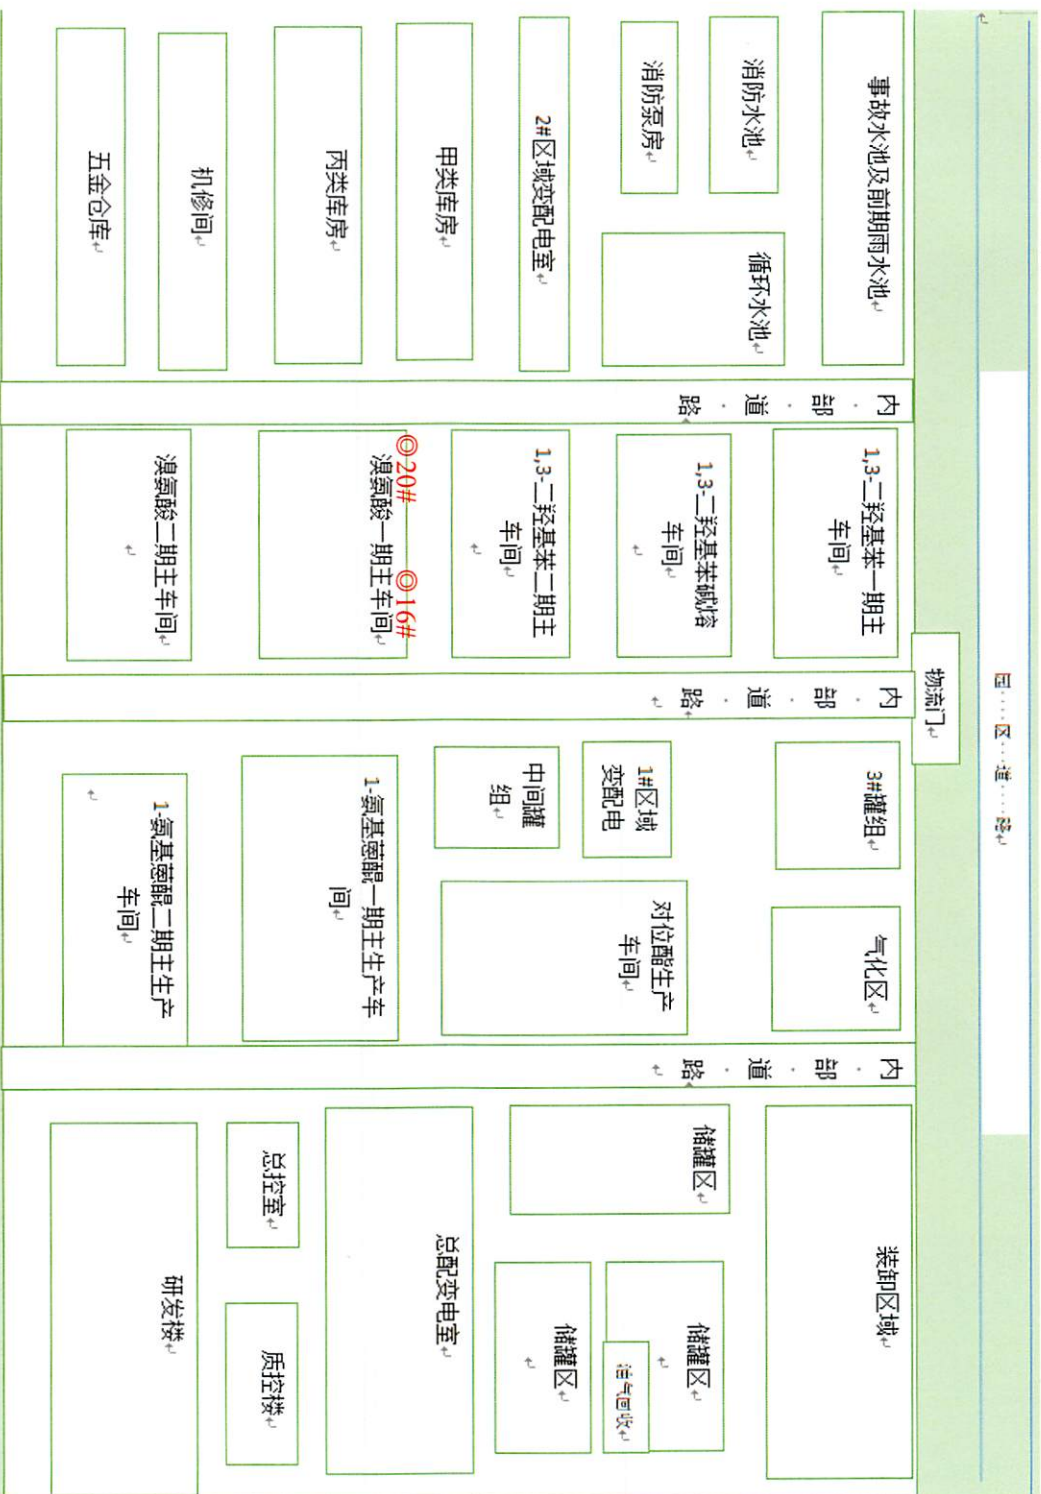 园····区···道····路
物流门
事故水池及前期雨水池
消防水池
循环水池
消防泵房
2#区域变配电室
甲类库房
丙类库房
机修间
五金仓库
内·部·道·路
1,3-二羟基苯一期主
车间
1,3-二羟基苯碱熔
车间
1,3-二羟基苯二期主
车间
◎20#
◎16#
溴氨酸一期主车间
溴氨酸二期主车间
内·部·道·路
3#罐组
气化区
1#区域
变配电
对位酯生产
车间
中间罐
组
1-氨基蒽醌一期主生产车
间
1-氨基蒽醌二期主生产
车间
内·部·道·路
装卸区域
储罐区
储罐区
油气回收
储罐区
总配变电室
总控室
质控楼
研发楼